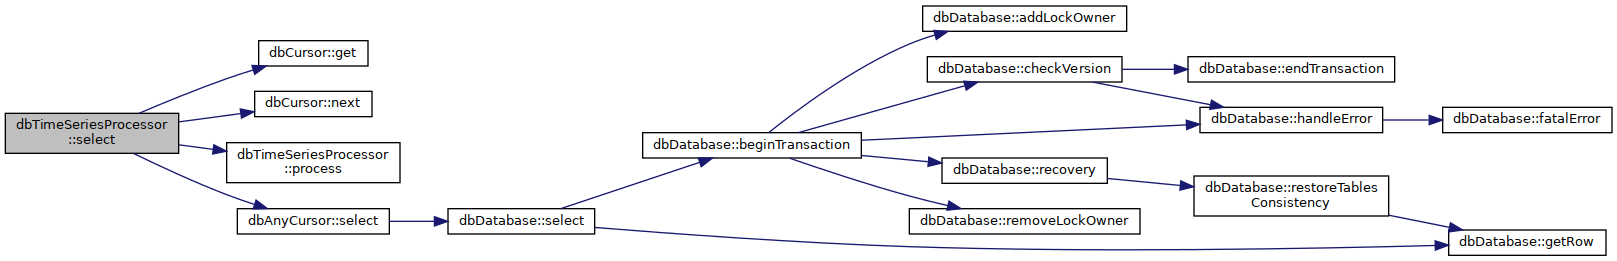 dbTimeSeriesProcessor
::select
dbCursor::get
dbCursor::next
dbTimeSeriesProcessor
::process
dbAnyCursor::select
dbDatabase::select
dbDatabase::beginTransaction
dbDatabase::addLockOwner
dbDatabase::checkVersion
dbDatabase::recovery
dbDatabase::removeLockOwner
dbDatabase::endTransaction
dbDatabase::handleError
dbDatabase::restoreTables
Consistency
dbDatabase::fatalError
dbDatabase::getRow